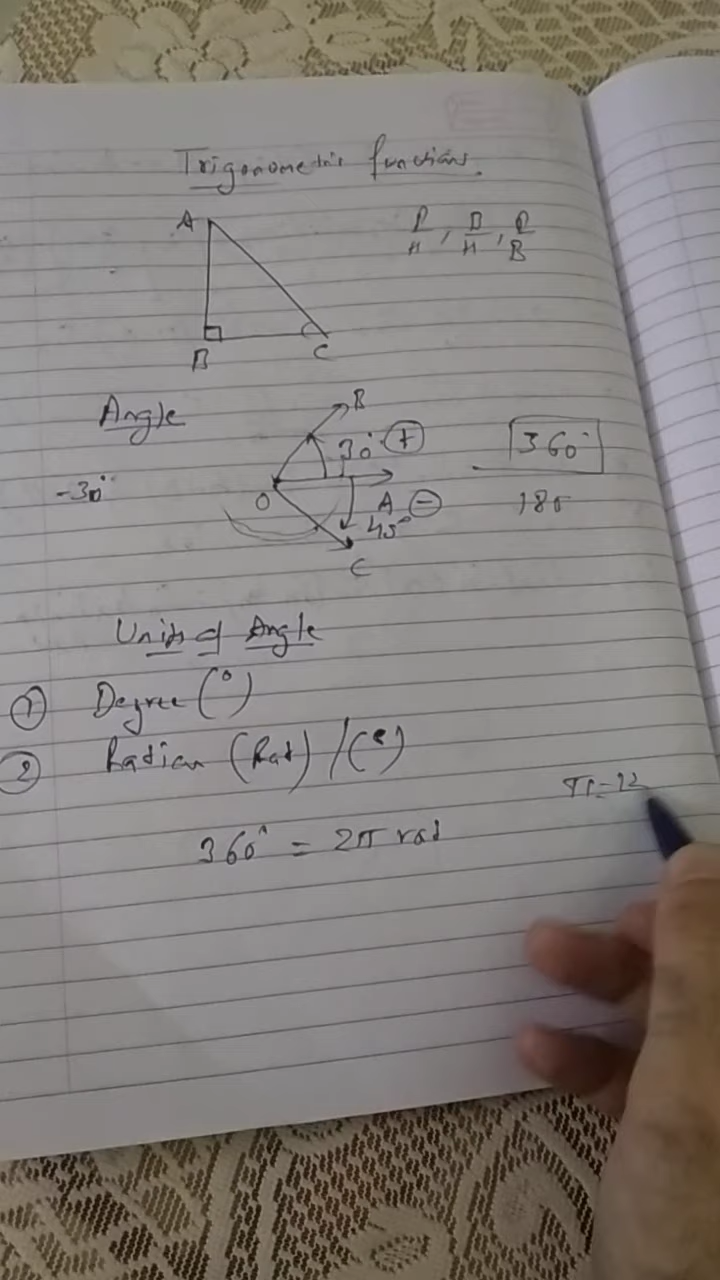 Trigonometric functions.
A
P/H, B/H, P/B
B C
Angle
B
30° (+)
360°
-30°
O A (-)
180
45°
C
Units of Angle
① Degree (°)
② Radian (Rad) / (c)
π = 
360° = 2π rad